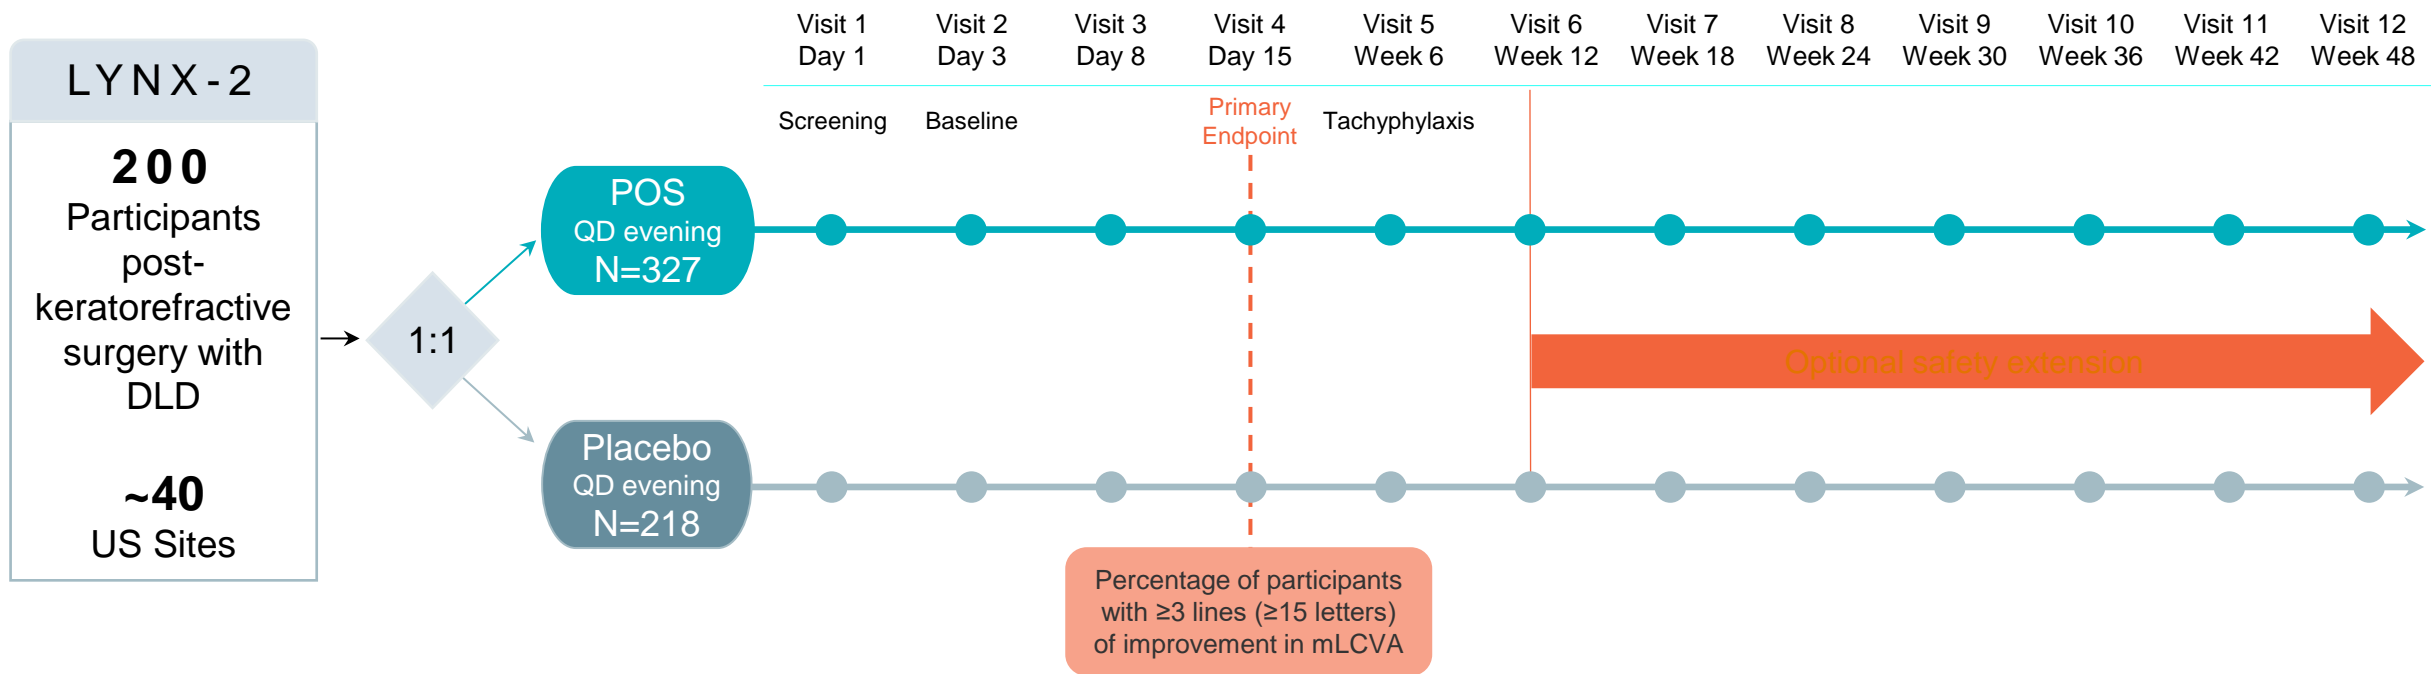 LYNX-2
200
Participants
post-
keratorefractive
surgery with
DLD
~40
US Sites
1:1
POS
QD evening
N=327
Placebo
QD evening
N=218
Visit 1 Visit 2 Visit 3 Visit 4 Visit 5 Visit 6 Visit 7 Visit 8 Visit 9 Visit 10 Visit 11 Visit 12
Day 1 Day 3 Day 8 Day 15 Week 6 Week 12 Week 18 Week 24 Week 30 Week 36 Week 42 Week 48
Screening
Baseline
Primary
Endpoint
Tachyphylaxis
Optional safety extension
Percentage of participants
with ≥3 lines (≥15 letters)
of improvement in mLCVA